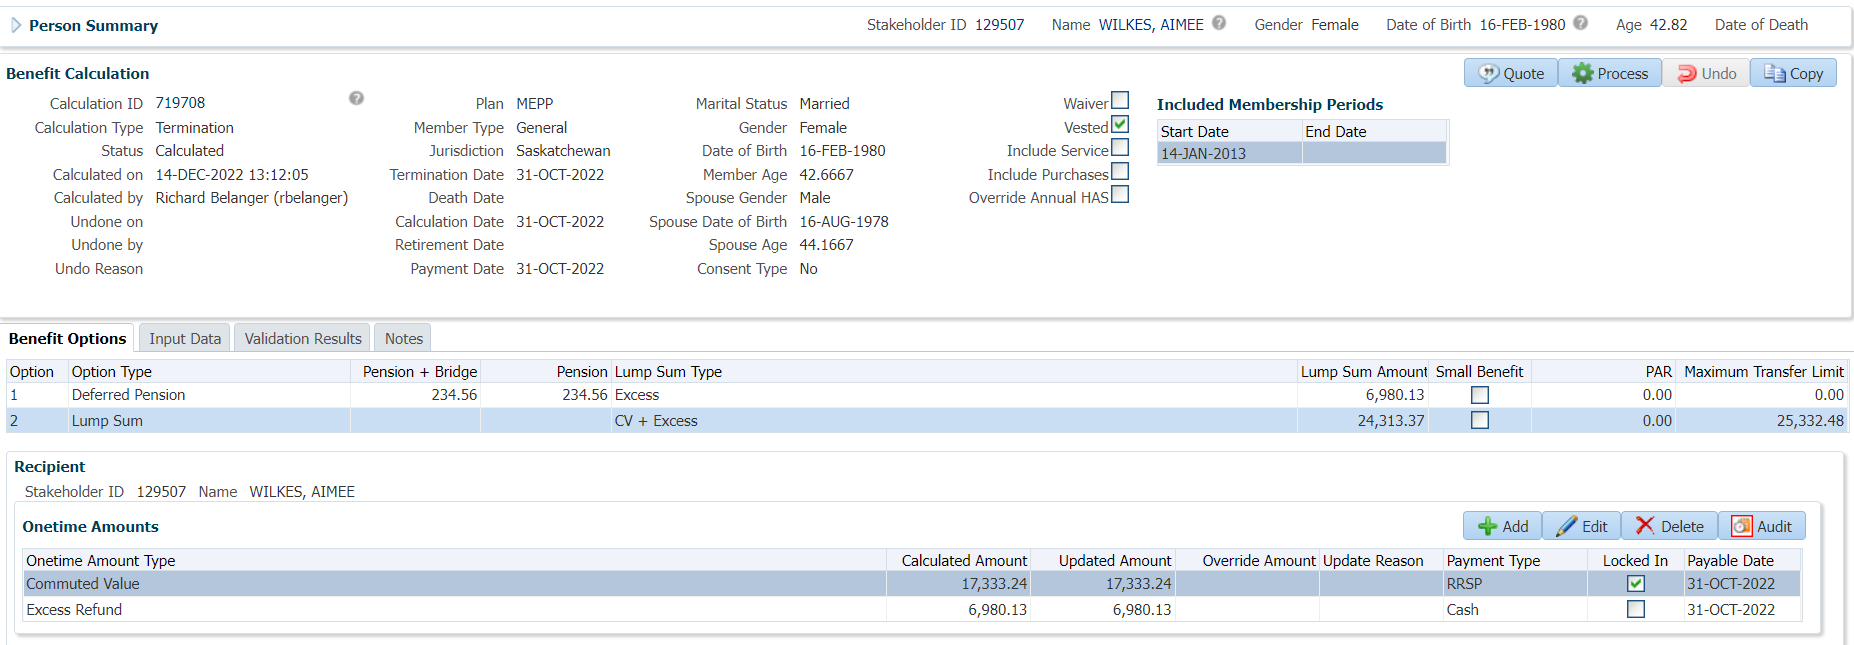 Person Summary Stakeholder ID 129507 Name WILKES, AIMEE Gender Female Date of Birth 16-FEB-1980 Age 42.82 Date of Death
Benefit Calculation Quote Process Undo Copy
Calculation ID 719708 Plan MEPP Marital Status Married Waiver Included Membership Periods
Calculation Type Termination Member Type General Gender Female Vested Start Date End Date
Status Calculated Jurisdiction Saskatchewan Date of Birth 16-FEB-1980 Include Service 14-JAN-2013
Calculated on 14-DEC-2022 13:12:05 Termination Date 31-OCT-2022 Member Age 42.6667 Include Purchases
Calculated by Richard Belanger (rbelanger) Death Date Spouse Gender Male Override Annual HAS
Undone on Calculation Date 31-OCT-2022 Spouse Date of Birth 16-AUG-1978
Undone by Retirement Date Spouse Age 44.1667
Undo Reason Payment Date 31-OCT-2022 Consent Type No
Benefit Options Input Data Validation Results Notes
Option Option Type Pension + Bridge Pension Lump Sum Type Lump Sum Amount Small Benefit PAR Maximum Transfer Limit
1 Deferred Pension 234.56 234.56 Excess 6,980.13 0.00 0.00
2 Lump Sum CV + Excess 24,313.37 0.00 25,332.48
Recipient
Stakeholder ID 129507 Name WILKES, AIMEE
Onetime Amounts Add Edit Delete Audit
Onetime Amount Type Calculated Amount Updated Amount Override Amount Update Reason Payment Type Locked In Payable Date
Commuted Value 17,333.24 17,333.24 RRSP 31-OCT-2022
Excess Refund 6,980.13 6,980.13 Cash 31-OCT-2022